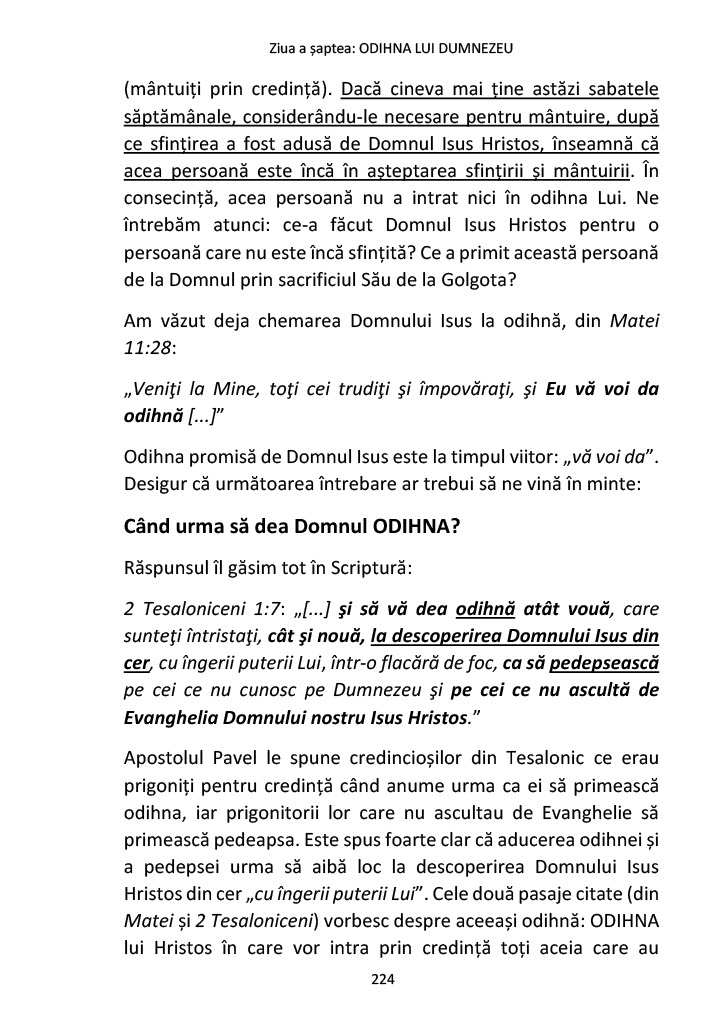 Ziua a șaptea: ODIHNA LUI DUMNEZEU
(mântuiți prin credință). Dacă cineva mai ține astăzi sabatele
săptămânale, considerându-le necesare pentru mântuire, după
ce sfințirea a fost adusă de Domnul Isus Hristos, înseamnă că
acea persoană este încă în așteptarea sfințirii și mântuirii. În
consecință, acea persoană nu a intrat nici în odihna Lui. Ne
întrebăm atunci: ce-a făcut Domnul Isus Hristos pentru o
persoană care nu este încă sfințită? Ce a primit această persoană
de la Domnul prin sacrificiul Său de la Golgota?
Am văzut deja chemarea Domnului Isus la odihnă, din Matei
11:28:
„Veniţi la Mine, toţi cei trudiţi şi împovăraţi, şi Eu vă voi da
odihnă [...]”
Odihna promisă de Domnul Isus este la timpul viitor: „vă voi da”.
Desigur că următoarea întrebare ar trebui să ne vină în minte:
Când urma să dea Domnul ODIHNA?
Răspunsul îl găsim tot în Scriptură:
2 Tesaloniceni 1:7: „[...] şi să vă dea odihnă atât vouă, care
sunteţi întristaţi, cât şi nouă, la descoperirea Domnului Isus din
cer, cu îngerii puterii Lui, într-o flacără de foc, ca să pedepsească
pe cei ce nu cunosc pe Dumnezeu şi pe cei ce nu ascultă de
Evanghelia Domnului nostru Isus Hristos.”
Apostolul Pavel le spune credincioșilor din Tesalonic ce erau
prigoniți pentru credință când anume urma ca ei să primească
odihna, iar prigonitorii lor care nu ascultau de Evanghelie să
primească pedeapsa. Este spus foarte clar că aducerea odihnei și
a pedepsei urma să aibă loc la descoperirea Domnului Isus
Hristos din cer „cu îngerii puterii Lui”. Cele două pasaje citate (din
Matei și 2 Tesaloniceni) vorbesc despre aceeași odihnă: ODIHNA
lui Hristos în care vor intra prin credință toți aceia care au
224